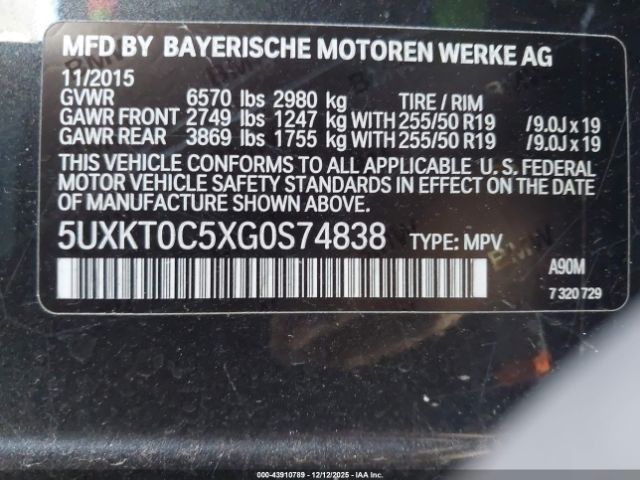 MFD BY BAYERISCHE MOTOREN WERKE AG
11/2015
GVWR 6570 lbs 2980 kg TIRE / RIM
GAWR FRONT 2749 lbs 1247 kg WITH 255/50 R19 /9.0J x 19
GAWR REAR 3869 lbs 1755 kg WITH 255/50 R19 /9.0J x 19
THIS VEHICLE CONFORMS TO ALL APPLICABLE U.S. FEDERAL
MOTOR VEHICLE SAFETY STANDARDS IN EFFECT ON THE DATE
OF MANUFACTURE SHOWN ABOVE.
5UXKT0C5XG0S74838 TYPE: MPV
A90M
7 320 729
000-43910789 - 12/12/2025 - IAA Inc.